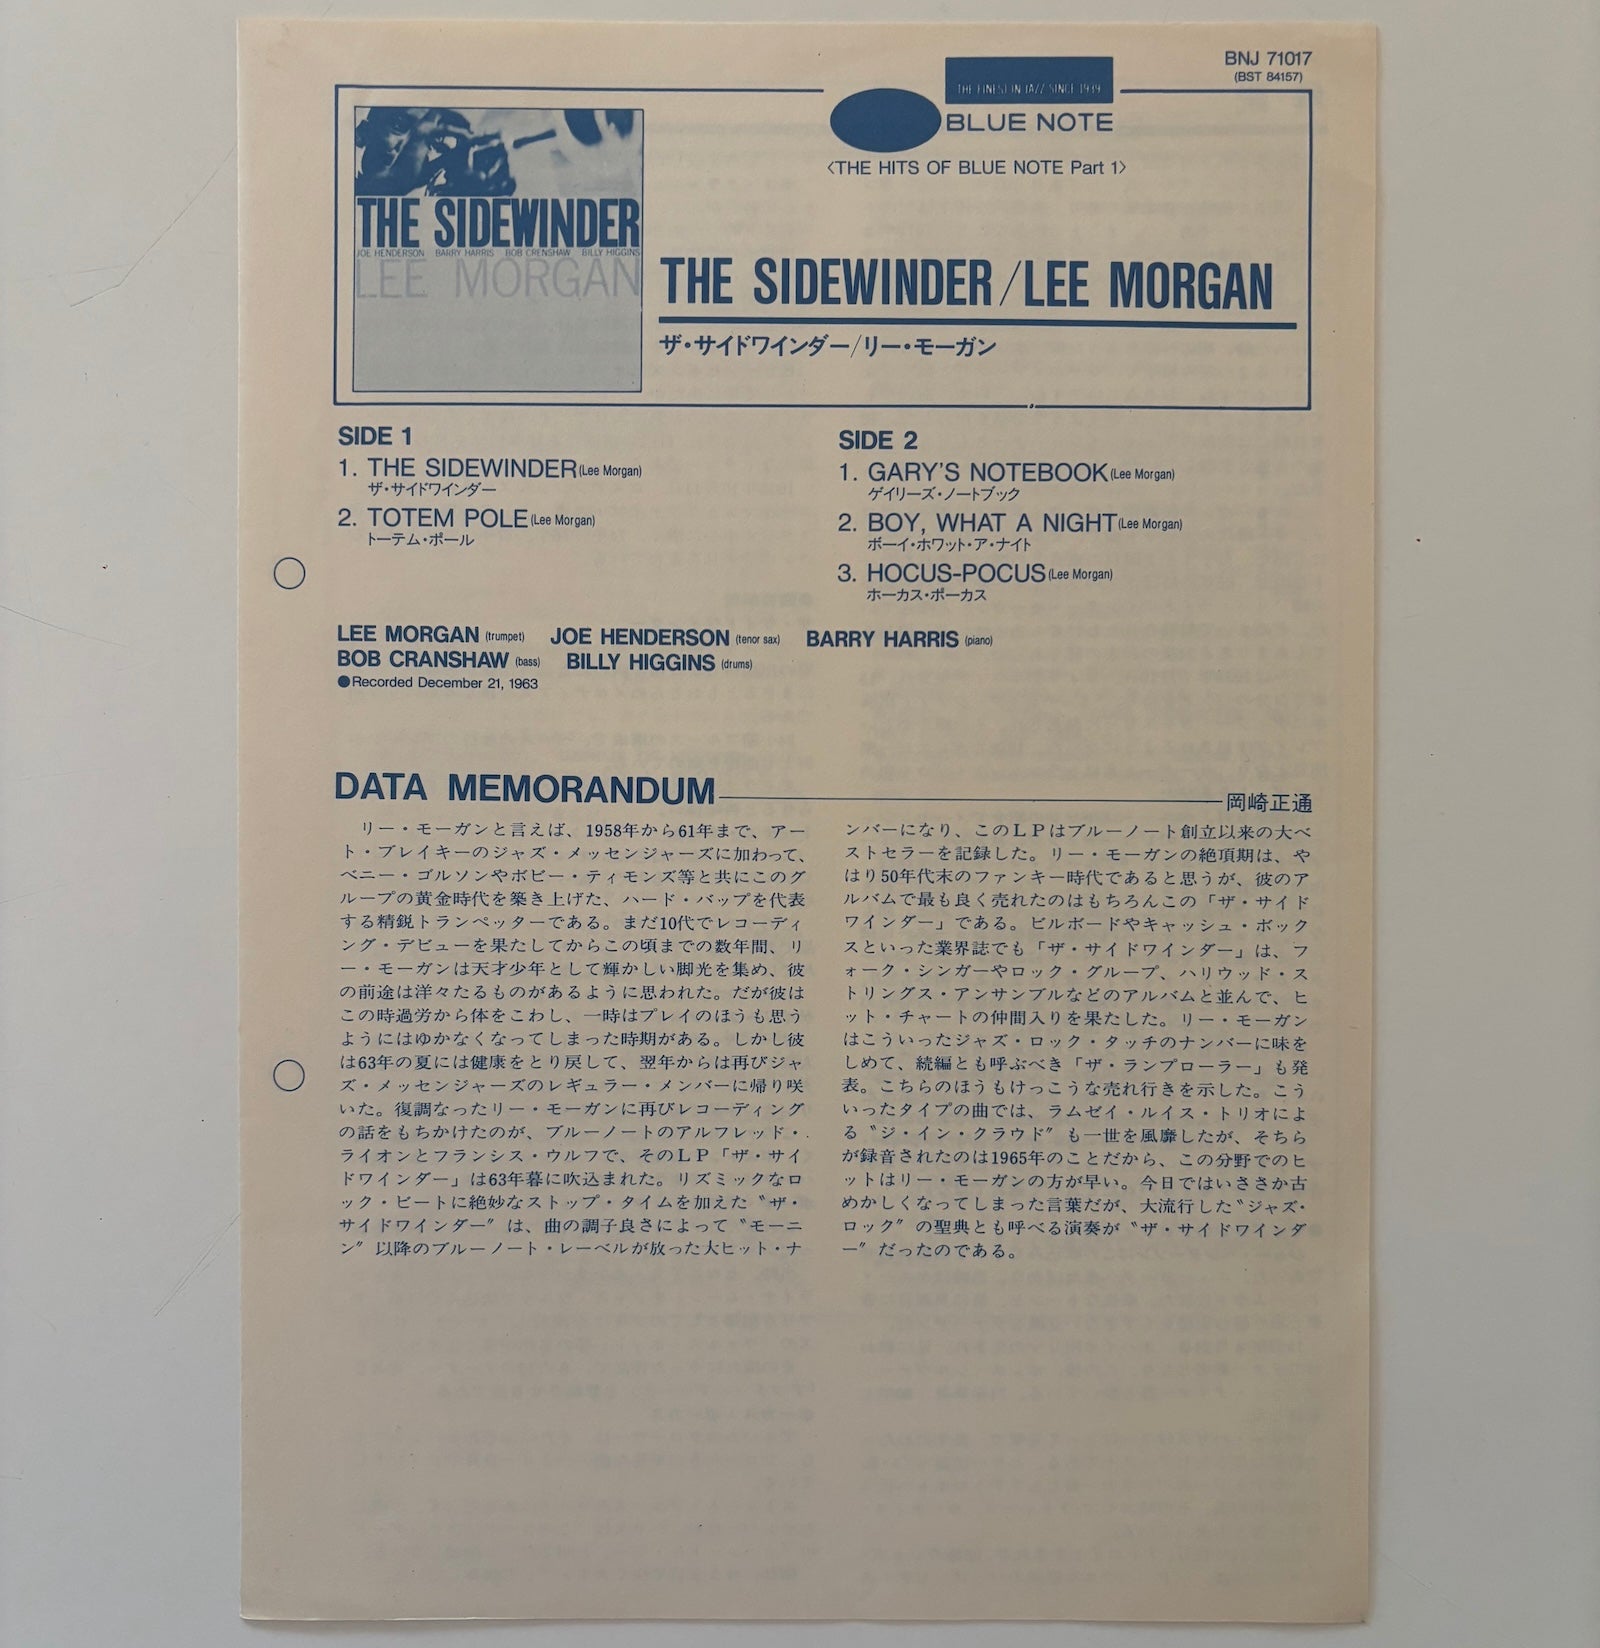 BNJ 71017
(BST 84157)
THE FINEST IN JAZZ SINCE 1939
BLUE NOTE
〈THE HITS OF BLUE NOTE Part 1〉
THE SIDEWINDER
JOE HENDERSON BARRY HARRIS BOB CRENSHAW BILLY HIGGINS
LEE MORGAN
THE SIDEWINDER/LEE MORGAN
ザ・サイドワインダー/リー・モーガン
SIDE 1
1. THE SIDEWINDER(Lee Morgan)
ザ・サイドワインダー
2. TOTEM POLE(Lee Morgan)
トーテム・ポール
SIDE 2
1. GARY'S NOTEBOOK(Lee Morgan)
ゲイリーズ・ノートブック
2. BOY, WHAT A NIGHT(Lee Morgan)
ボーイ・ホワット・ア・ナイト
3. HOCUS-POCUS(Lee Morgan)
ホーカス・ポーカス
LEE MORGAN (trumpet) JOE HENDERSON (tenor sax) BARRY HARRIS (piano)
BOB CRANSHAW (bass) BILLY HIGGINS (drums)
●Recorded December 21, 1963
DATA MEMORANDUM
岡崎正通
リー・モーガンと言えば、1958年から61年まで、アー
ト・ブレイキーのジャズ・メッセンジャーズに加わって、
ベニー・ゴルソンやボビー・ティモンズ等と共にこのグ
ループの黄金時代を築き上げた、ハード・バップを代表
する精鋭トランペッターである。まだ10代でレコーディ
ング・デビューを果たしてからこの頃までの数年間、リ
ー・モーガンは天才少年として輝かしい脚光を集め、彼
の前途は洋々たるものがあるように思われた。だが彼は
この時過労から体をこわし、一時はプレイのほうも思う
ようにはゆかなくなってしまった時期がある。しかし彼
は63年の夏には健康をとり戻して、翌年からは再びジャ
ズ・メッセンジャーズのレギュラー・メンバーに帰り咲
いた。復調なったリー・モーガンに再びレコーディング
の話をもちかけたのが、ブルーノートのアルフレッド・
ライオンとフランシス・ウルフで、そのＬＰ「ザ・サイ
ドワインダー」は63年暮に吹込まれた。リズミックなロ
ック・ビートに絶妙なストップ・タイムを加えた〝ザ・
サイドワインダー〞は、曲の調子良さによって〝モーニ
ン〞以降のブルーノート・レーベルが放った大ヒット・ナ
ンバーになり、このＬＰはブルーノート創立以来の大ベ
ストセラーを記録した。リー・モーガンの絶頂期は、や
はり50年代末のファンキー時代であると思うが、彼のア
ルバムで最も良く売れたのはもちろんこの「ザ・サイド
ワインダー」である。ビルボードやキャッシュ・ボック
スといった業界誌でも「ザ・サイドワインダー」は、フ
ォーク・シンガーやロック・グループ、ハリウッド・ス
トリングス・アンサンブルなどのアルバムと並んで、ヒ
ット・チャートの仲間入りを果たした。リー・モーガン
はこういったジャズ・ロック・タッチのナンバーに味を
しめて、続編とも呼ぶべき「ザ・ランプローラー」も発
表。こちらのほうもけっこうな売れ行きを示した。こう
いったタイプの曲では、ラムゼイ・ルイス・トリオによ
る〝ジ・イン・クラウド〞も一世を風靡したが、そちら
が録音されたのは1965年のことだから、この分野でのヒ
ットはリー・モーガンの方が早い。今日ではいささか古
めかしくなってしまった言葉だが、大流行した〝ジャズ・
ロック〞の聖典とも呼べる演奏が〝ザ・サイドワインダ
ー〞だったのである。